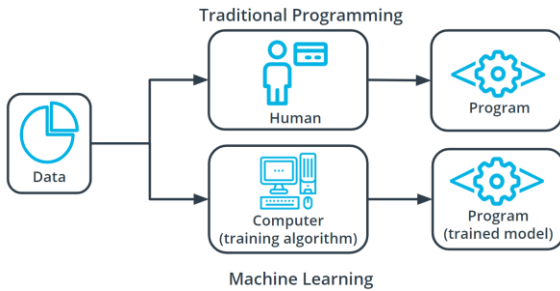 Traditional Programming
Human
Program
Data
Computer
(training algorithm)
Program
(trained model)
Machine Learning